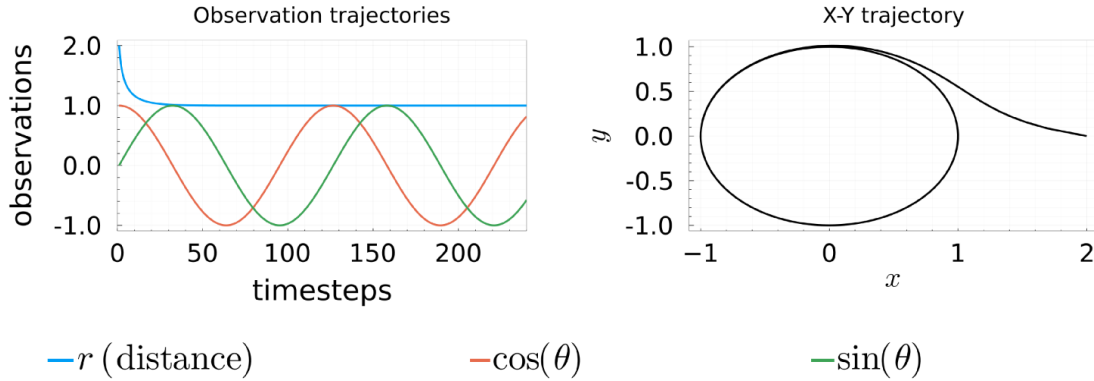 Observation trajectories
observations
2.0
1.0
0.0
-1.0
0
50
100
150
200
timesteps
X-Y trajectory
y
1.0
0.5
0.0
-0.5
-1.0
−1
0
1
2
x
r (distance)
cos(θ)
sin(θ)